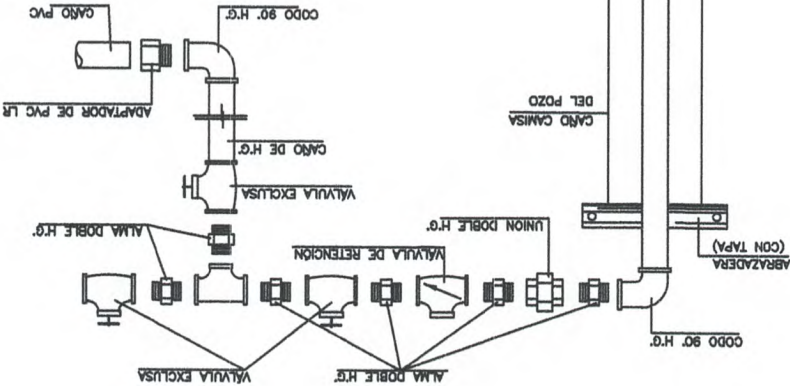 ALMA DOBLE H.G.
VÁLVULA EXCLUSA
CODO 90° H.G.
ABRAZADERA
(CON TAPA)
VÁLVULA DE RETENCIÓN
UNION DOBLE H.G.
ALMA DOBLE H.G.
VÁLVULA EXCLUSA
CAÑO DE H.G.
CAÑO CAMISA
DEL POZO
ADAPTADOR DE PVC LR
CODO 90° H.G.
CAÑO PVC